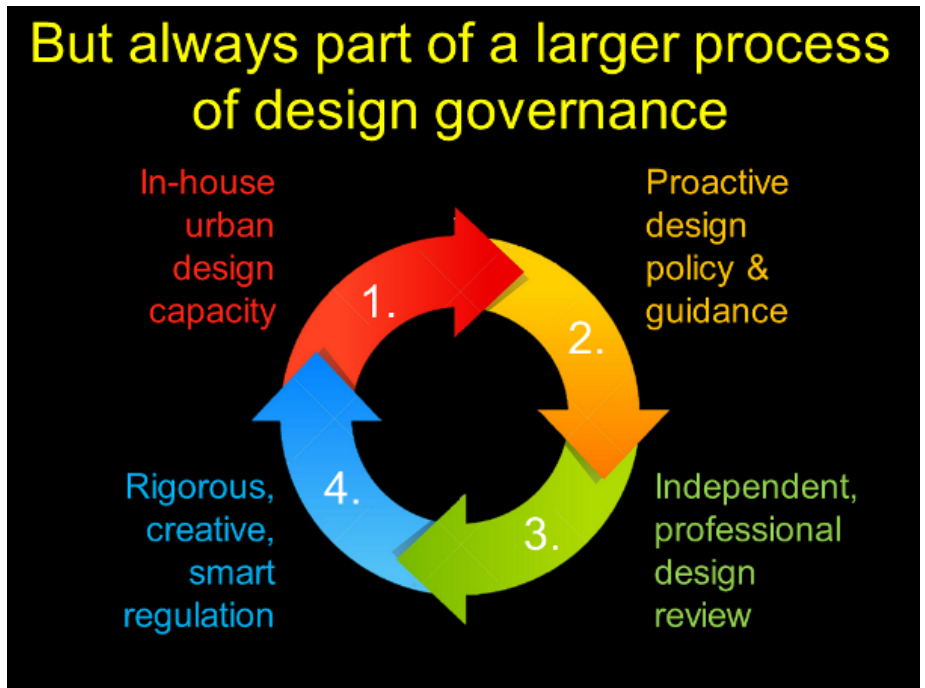 But always part of a larger process
of design governance
In-house
urban
design
capacity
1.
Proactive
design
policy &
guidance
2.
Independent,
professional
design
review
3.
Rigorous,
creative,
smart
regulation
4.